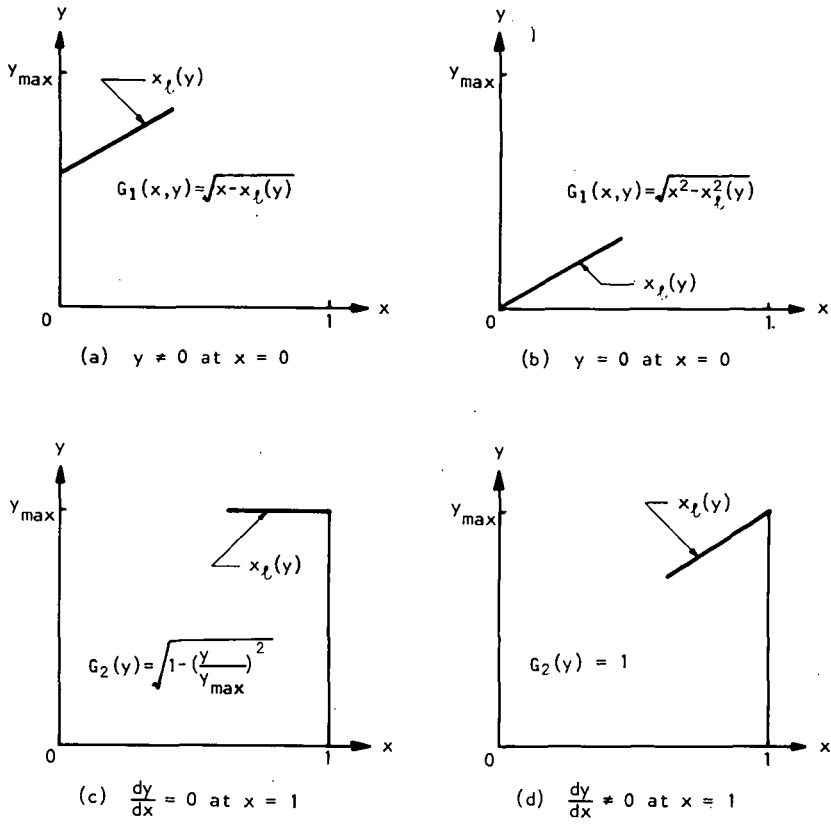 y
y_max
x_ℓ(y)
G₁(x,y)=√(x-x_ℓ(y))
0
1
x
(a) y ≠ 0 at x = 0
y
y_max
G₁(x,y)=√(x²-x_ℓ²(y))
x_ℓ(y)
0
1.
x
(b) y = 0 at x = 0
y
y_max
x_ℓ(y)
G₂(y)=√(1-(y/y_max)²)
0
1
x
(c) dy/dx = 0 at x = 1
y
y_max
x_ℓ(y)
G₂(y) = 1
0
1
x
(d) dy/dx ≠ 0 at x = 1